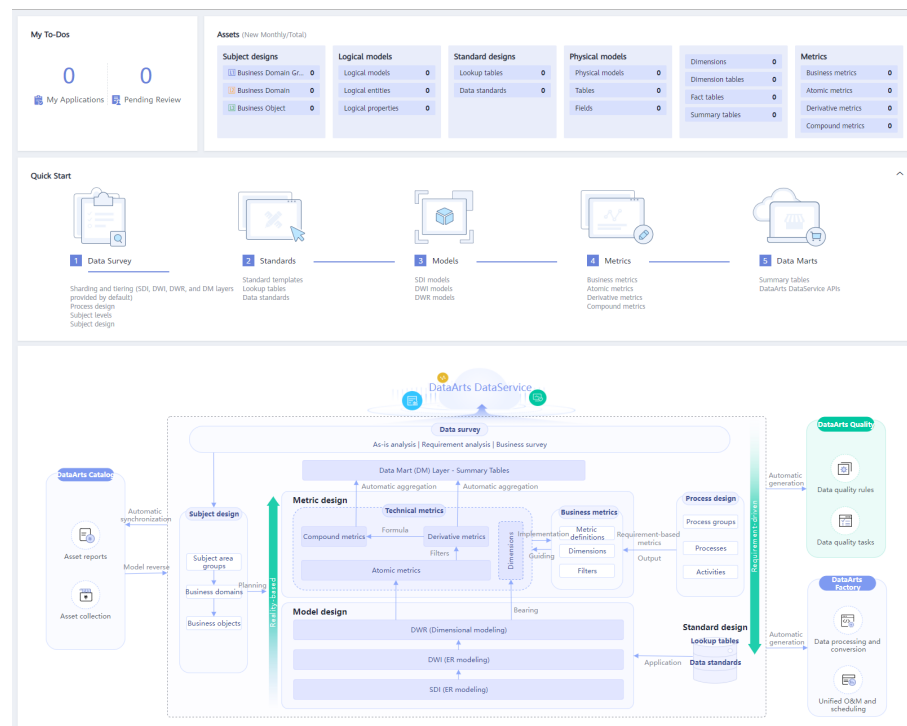 My To-Dos
0
My Applications
0
Pending Review
Assets (New Monthly/Total)
Subject designs
Business Domain Gr... 0
Business Domain 0
Business Object 0
Logical models
Logical models 0
Logical entities 0
Logical properties 0
Standard designs
Lookup tables 0
Data standards 0
Physical models
Physical models 0
Tables 0
Fields 0
Dimensions 0
Dimension tables 0
Fact tables 0
Summary tables 0
Metrics
Business metrics 0
Atomic metrics 0
Derivative metrics 0
Compound metrics 0
Quick Start
1 Data Survey
Sharding and tiering (SDI, DWI, DWR, and DM layers
provided by default)
Process design
Subject levels
Subject design
2 Standards
Standard templates
Lookup tables
Data standards
3 Models
SDI models
DWI models
DWR models
4 Metrics
Business metrics
Atomic metrics
Derivative metrics
Compound metrics
5 Data Marts
Summary tables
DataArts DataService APIs
DataArts DataService
Data survey
As-is analysis | Requirement analysis | Business survey
DataArts Catalog
Asset reports
Asset collection
Automatic
synchronization
Model reverse
Subject design
Subject area
groups
Business domains
Business objects
Planning
Reality-based
Data Mart (DM) Layer - Summary Tables
Automatic aggregation
Automatic aggregation
Metric design
Technical metrics
Compound metrics
Formula
Derivative metrics
Filters
Atomic metrics
Dimensions
Implementation
Guiding
Business metrics
Metric
definitions
Dimensions
Filters
Requirement-based
metrics
Output
Process design
Process groups
Processes
Activities
Bearing
Model design
DWR (Dimensional modeling)
DWI (ER modeling)
SDI (ER modeling)
Application
Standard design
Lookup tables
Data standards
Requirement-driven
Automatic
generation
DataArts Quality
Data quality rules
Data quality tasks
Automatic
generation
DataArts
Factory
Data processing and
conversion
Unified O&M and
scheduling